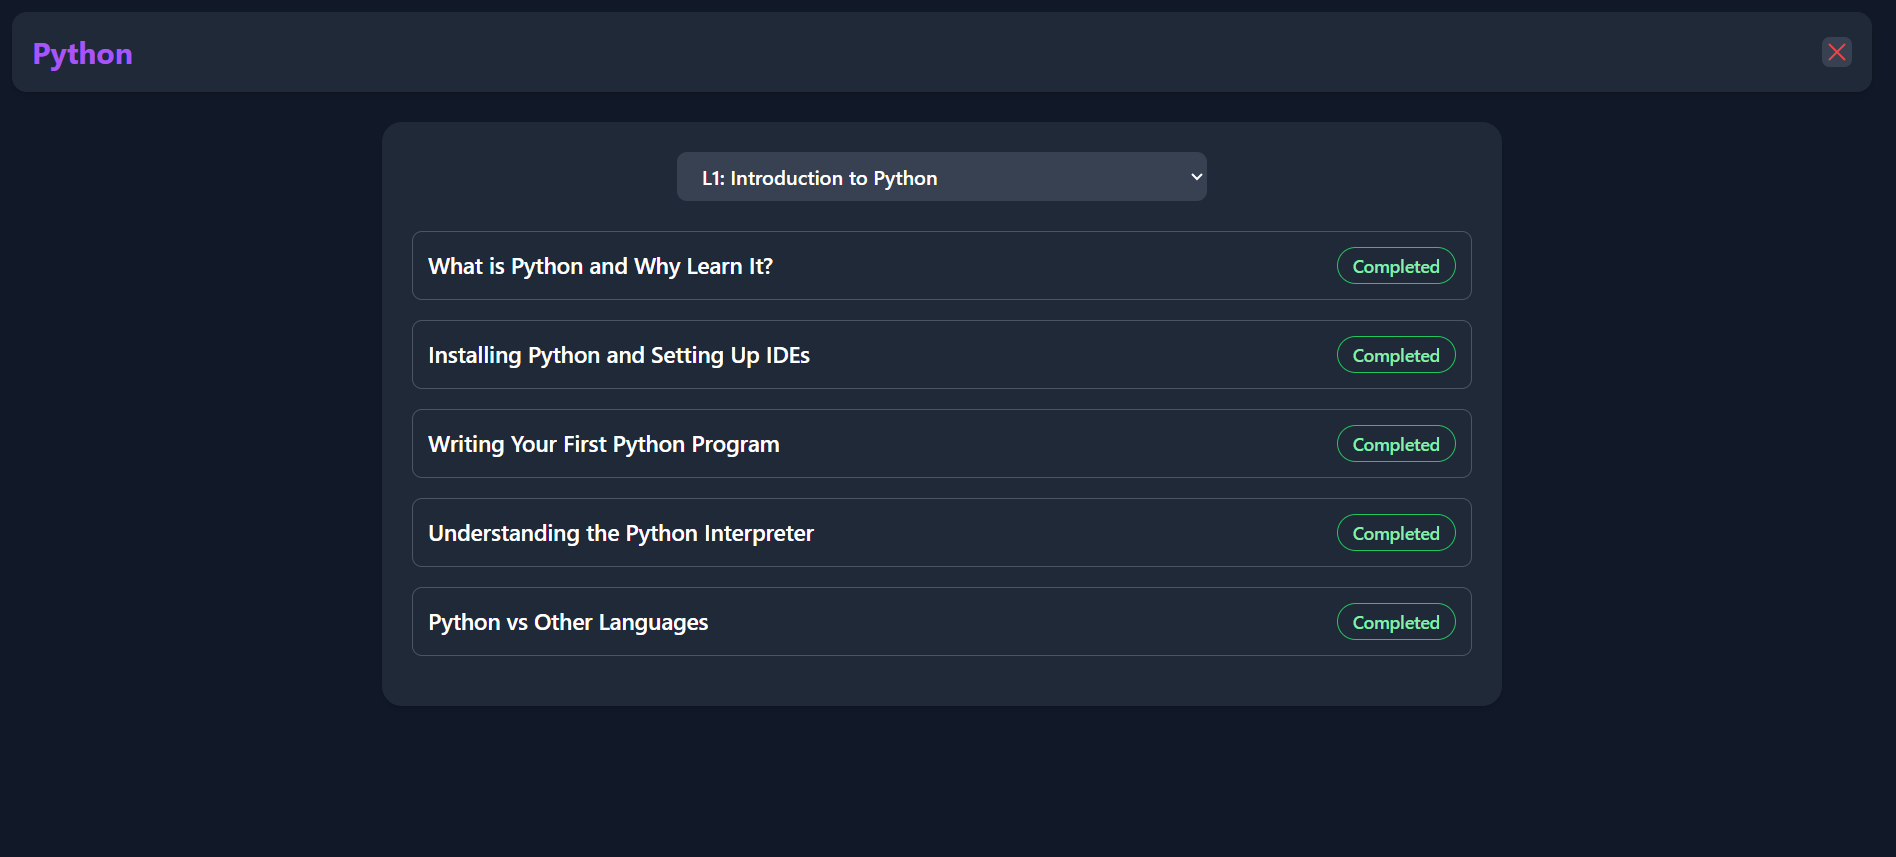 Python
L1: Introduction to Python
What is Python and Why Learn It?
Completed
Installing Python and Setting Up IDEs
Completed
Writing Your First Python Program
Completed
Understanding the Python Interpreter
Completed
Python vs Other Languages
Completed